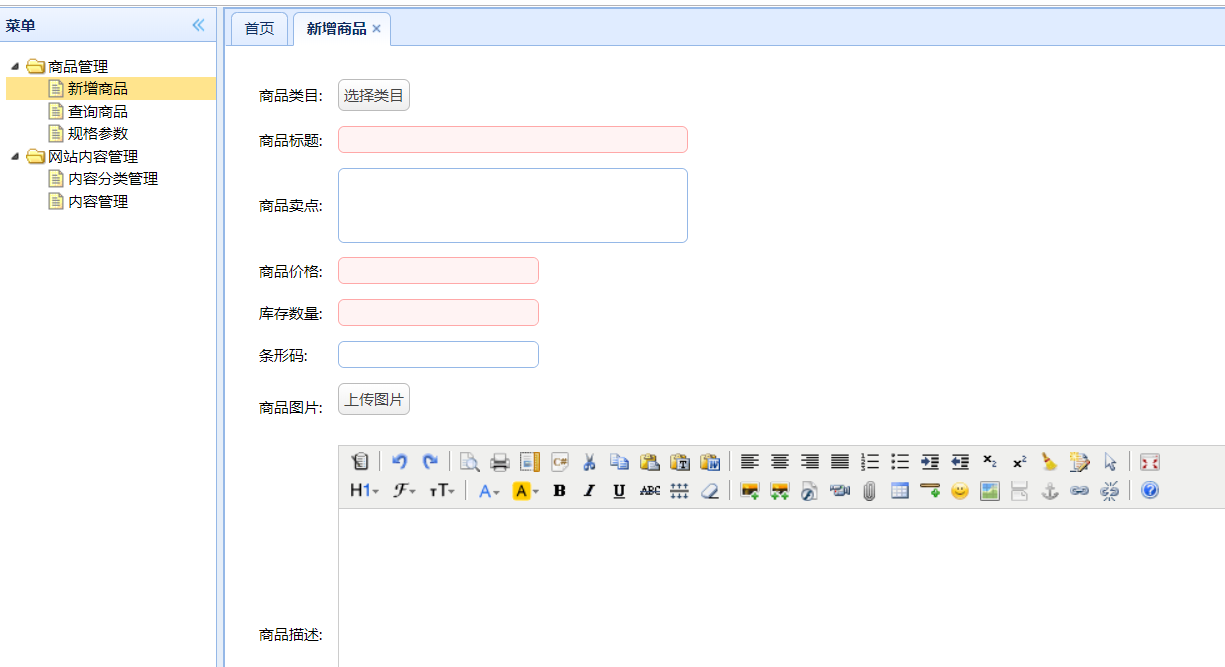 菜单
商品管理
新增商品
查询商品
规格参数
网站内容管理
内容分类管理
内容管理
首页 新增商品
商品类目: 选择类目
商品标题:
商品卖点:
商品价格:
库存数量:
条形码:
商品图片: 上传图片
H1 F TT A A B I U ABC
商品描述: